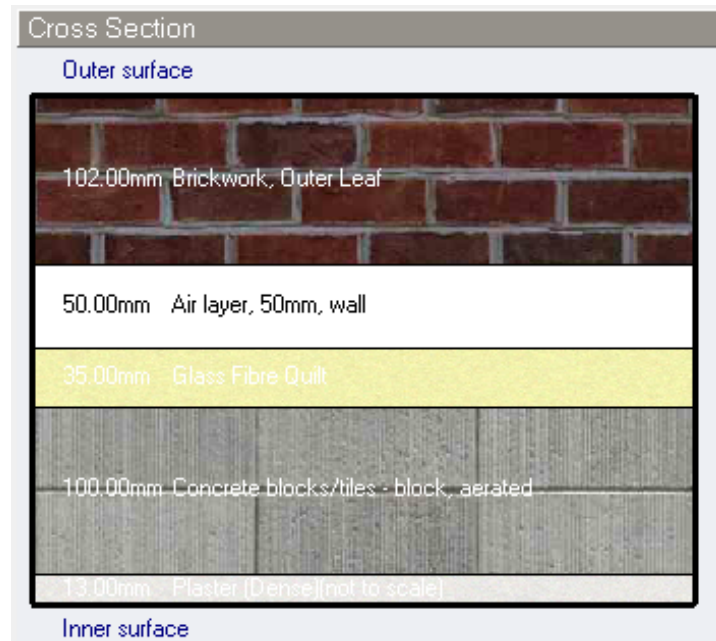 Cross Section
Outer surface
102.00mm Brickwork, Outer Leaf
50.00mm Air layer, 50mm, wall
35.00mm Glass Fibre Quilt
100.00mm Concrete blocks/tiles - block, aerated
13.00mm Plaster (Dense)(not to scale)
Inner surface